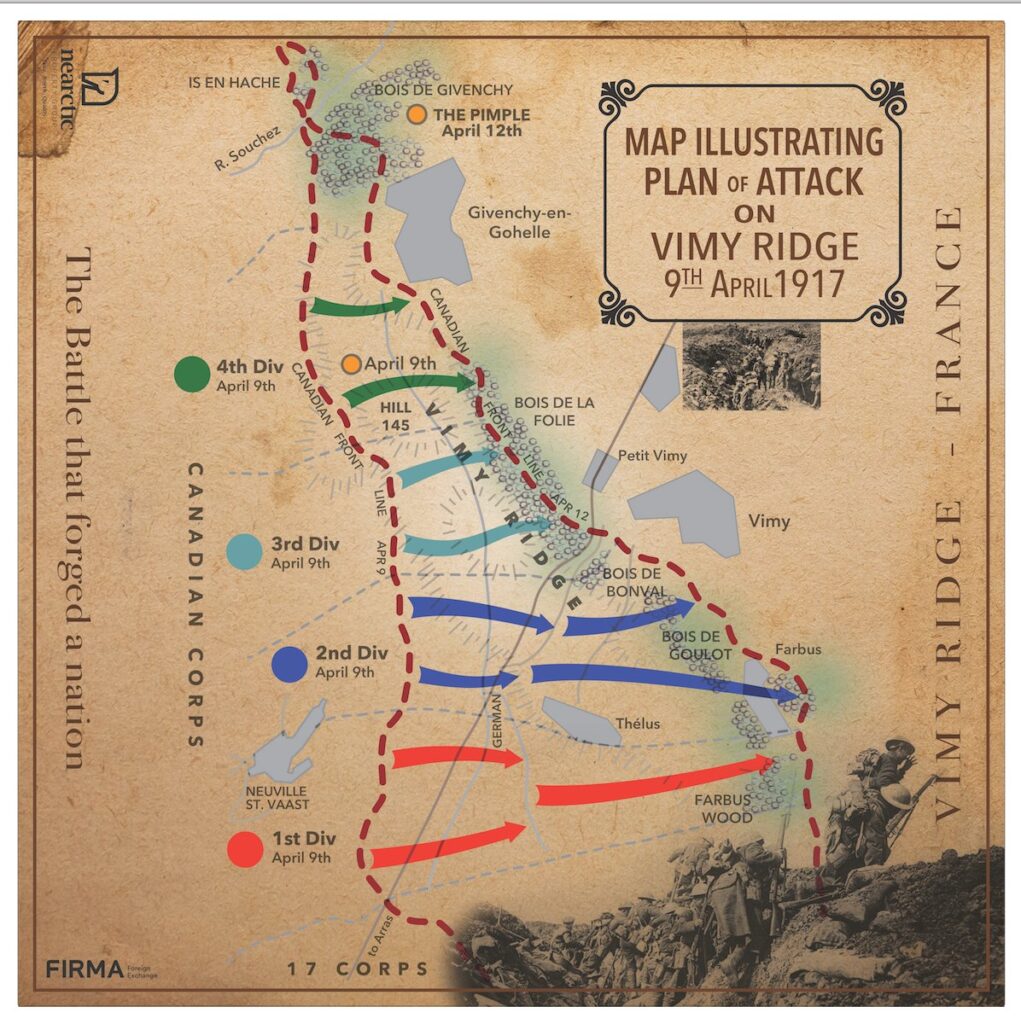 nearctic
IS EN HACHE
BOIS DE GIVENCHY
THE PIMPLE
April 12th
R. Souchez
Givenchy-en-
Gohelle
MAP ILLUSTRATING
PLAN OF ATTACK
ON
VIMY RIDGE
9TH APRIL 1917
The Battle that forged a nation
VIMY RIDGE - FRANCE
CANADIAN CORPS
4th Div
April 9th
April 9th
HILL
145
CANADIAN FRONT LINE APR 9
CANADIAN FRONT LINE APR 12
VIMY RIDGE
BOIS DE LA
FOLIE
Petit Vimy
Vimy
3rd Div
April 9th
BOIS DE
BONVAL
BOIS DE
GOULOT
Farbus
2nd Div
April 9th
GERMAN
Thélus
NEUVILLE
ST. VAAST
FARBUS
WOOD
1st Div
April 9th
to Arras
17 CORPS
FIRMA Foreign
Exchange